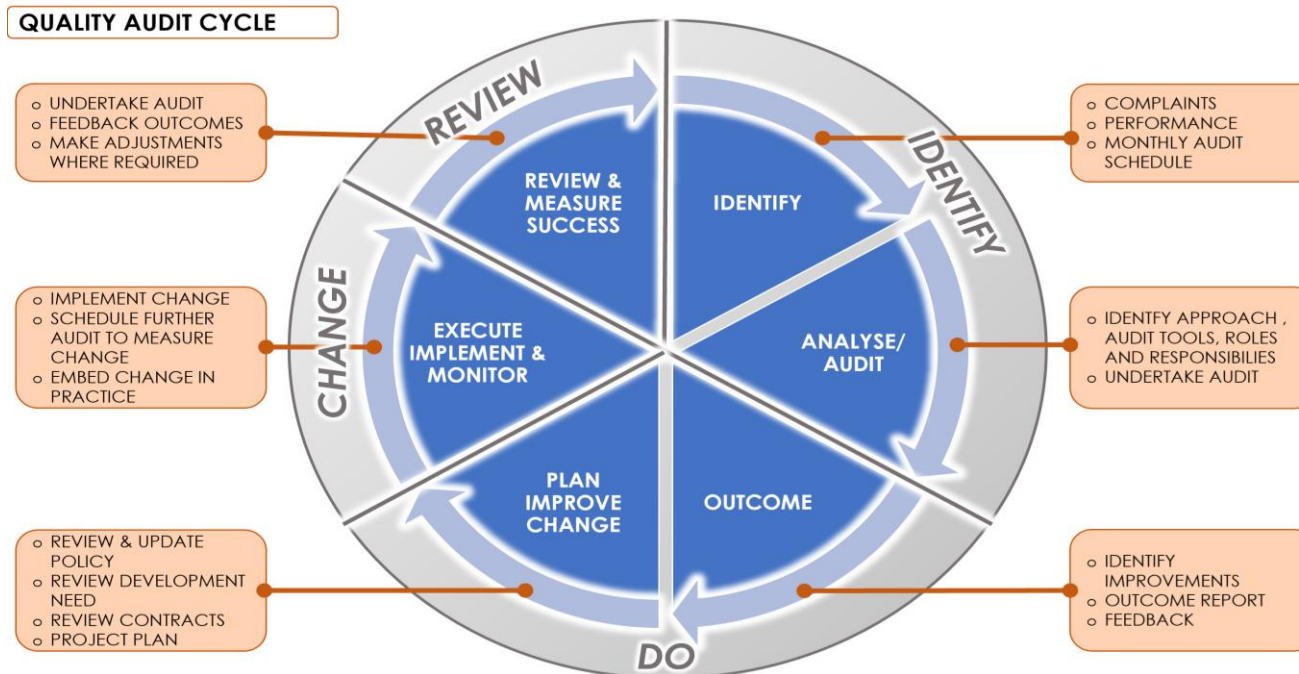 QUALITY AUDIT CYCLE
o UNDERTAKE AUDIT
o FEEDBACK OUTCOMES
o MAKE ADJUSTMENTS
WHERE REQUIRED
REVIEW
IDENTIFY
o COMPLAINTS
o PERFORMANCE
o MONTHLY AUDIT
SCHEDULE
REVIEW &
MEASURE
SUCCESS
IDENTIFY
o IMPLEMENT CHANGE
o SCHEDULE FURTHER
AUDIT TO MEASURE
CHANGE
o EMBED CHANGE IN
PRACTICE
CHANGE
EXECUTE
IMPLEMENT &
MONITOR
ANALYSE/
AUDIT
o IDENTFY APPROACH ,
AUDIT TOOLS, ROLES
AND RESPONSIBILIES
o UNDERTAKE AUDIT
PLAN
IMPROVE
CHANGE
OUTCOME
o REVIEW & UPDATE
POLICY
o REVIEW DEVELOPMENT
NEED
o REVIEW CONTRACTS
o PROJECT PLAN
DO
o IDENTIFY
IMPROVEMENTS
o OUTCOME REPORT
o FEEDBACK